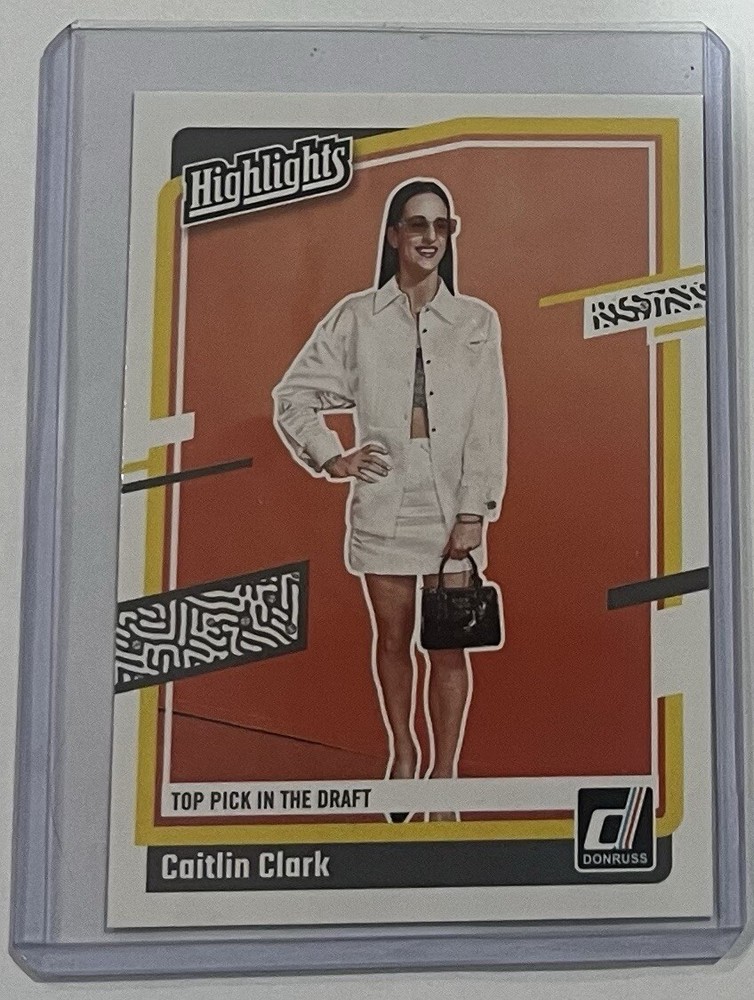 Highlights
TOP PICK IN THE DRAFT
d
DONRUSS
Caitlin Clark